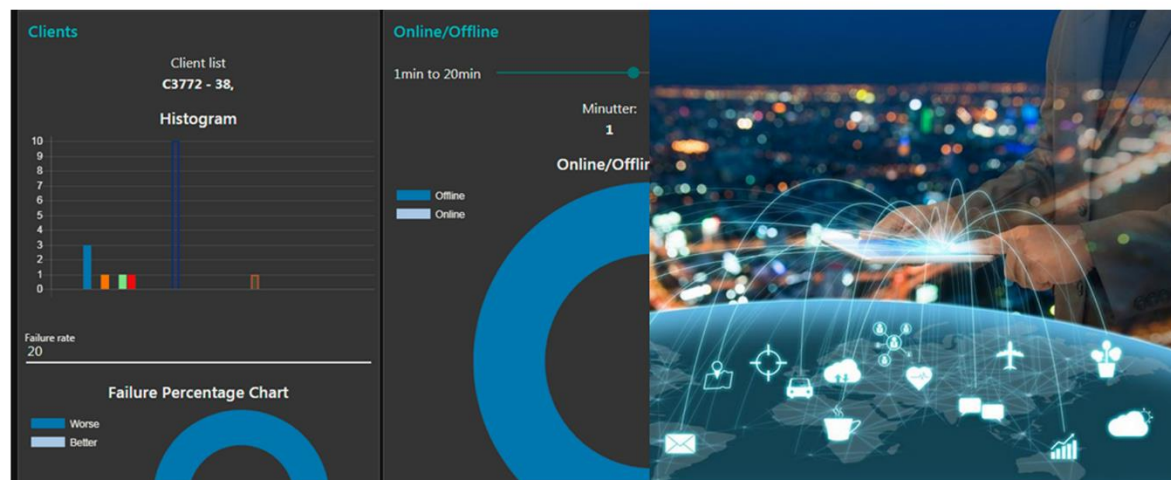 Clients
Client list
C3772 - 38,
Histogram
10
9
8
7
6
5
4
3
2
1
0
Failure rate
20
Failure Percentage Chart
Worse
Better
Online/Offline
1min to 20min
Minutter:
1
Online/Offlin
Offline
Online